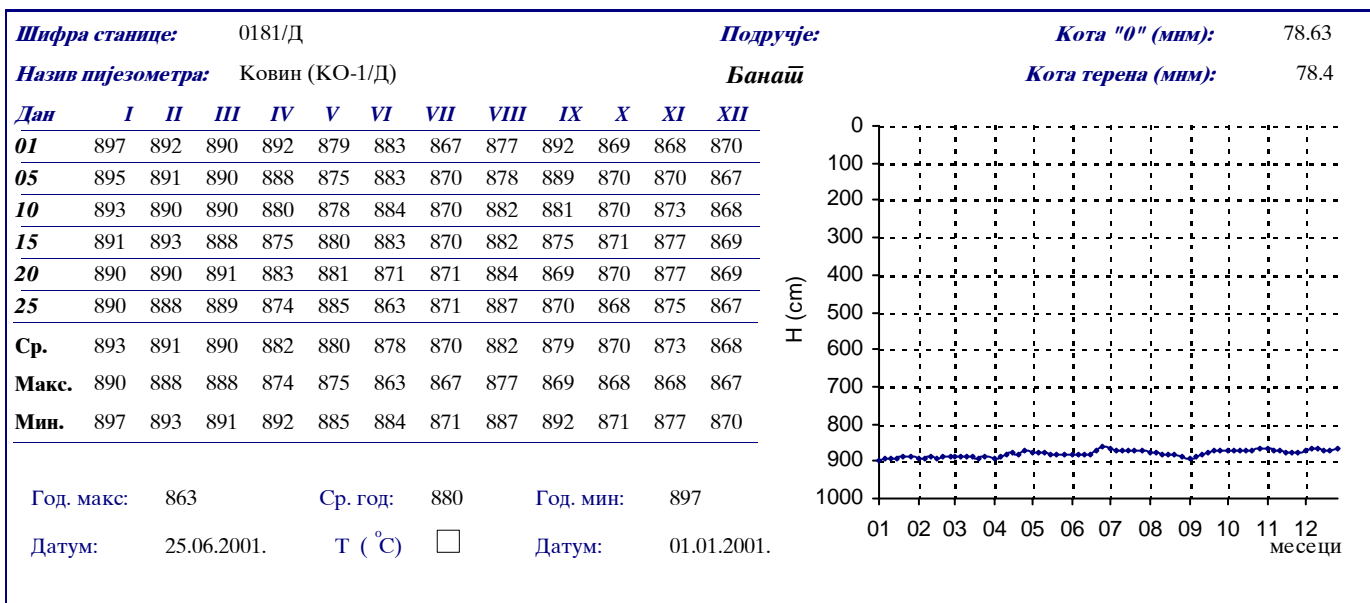 Шифра станице: 0181/Д Подручје: Кота "0" (мнм): 78.63
Назив пијезометра: Ковин (КО-1/Д) Банат Кота терена (мнм): 78.4
Дан I II III IV V VI VII VIII IX X XI XII
01 897 892 890 892 879 883 867 877 892 869 868 870
05 895 891 890 888 875 883 870 878 889 870 870 867
10 893 890 890 880 878 884 870 882 881 870 873 868
15 891 893 888 875 880 883 870 882 875 871 877 869
20 890 890 891 883 881 871 871 884 869 870 877 869
25 890 888 889 874 885 863 871 887 870 868 875 867
Ср. 893 891 890 882 880 878 870 882 879 870 873 868
Макс. 890 888 888 874 875 863 867 877 869 868 868 867
Мин. 897 893 891 892 885 884 871 887 892 871 877 870
Год. макс: 863 Ср. год: 880 Год. мин: 897
Датум: 25.06.2001. Т ( °С) Датум: 01.01.2001.
H (cm)
0
100
200
300
400
500
600
700
800
900
1000
01 02 03 04 05 06 07 08 09 10 11 12
месеци